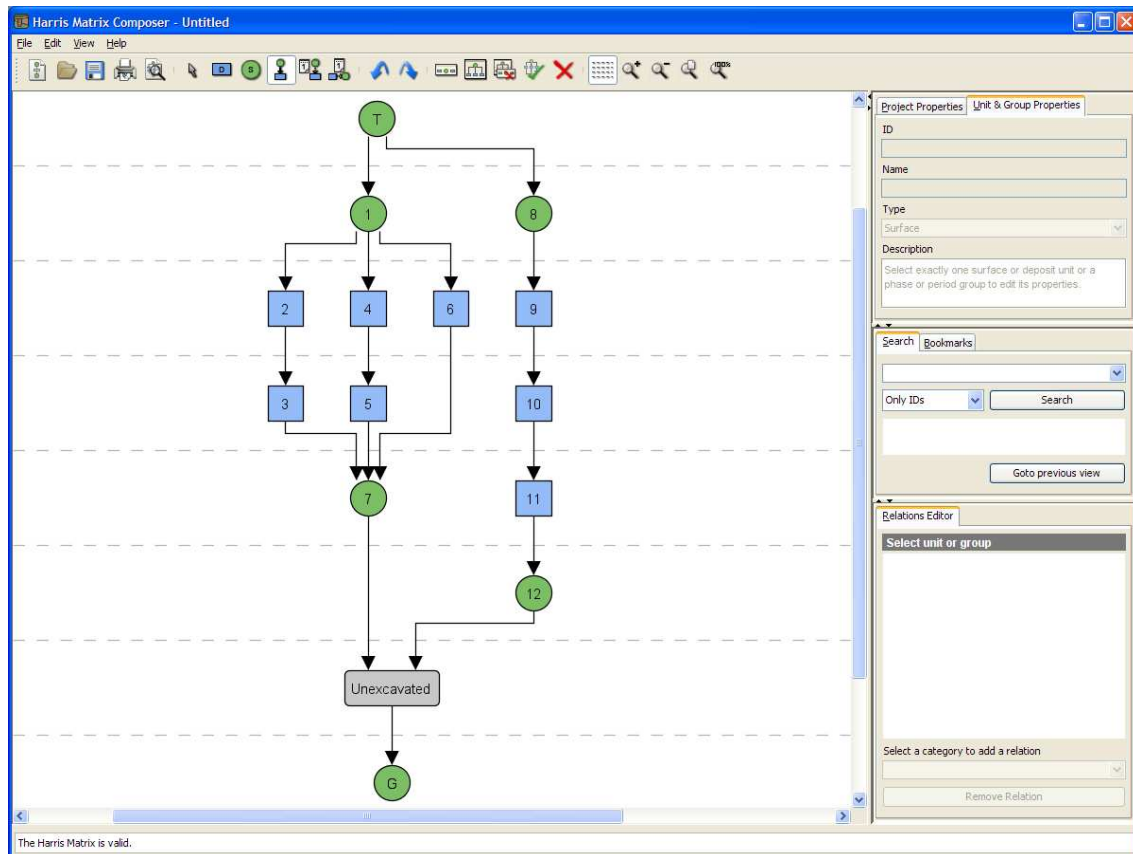 Harris Matrix Composer - Untitled
File Edit View Help
D S 100%
T
1 8
2 4 6 9
3 5 10
7 11
12
Unexcavated
G
Project Properties Unit & Group Properties
ID
Name
Type
Surface
Description
Select exactly one surface or deposit unit or a
phase or period group to edit its properties.
Search Bookmarks
Only IDs Search
Goto previous view
Relations Editor
Select unit or group
Select a category to add a relation
Remove Relation
The Harris Matrix is valid.